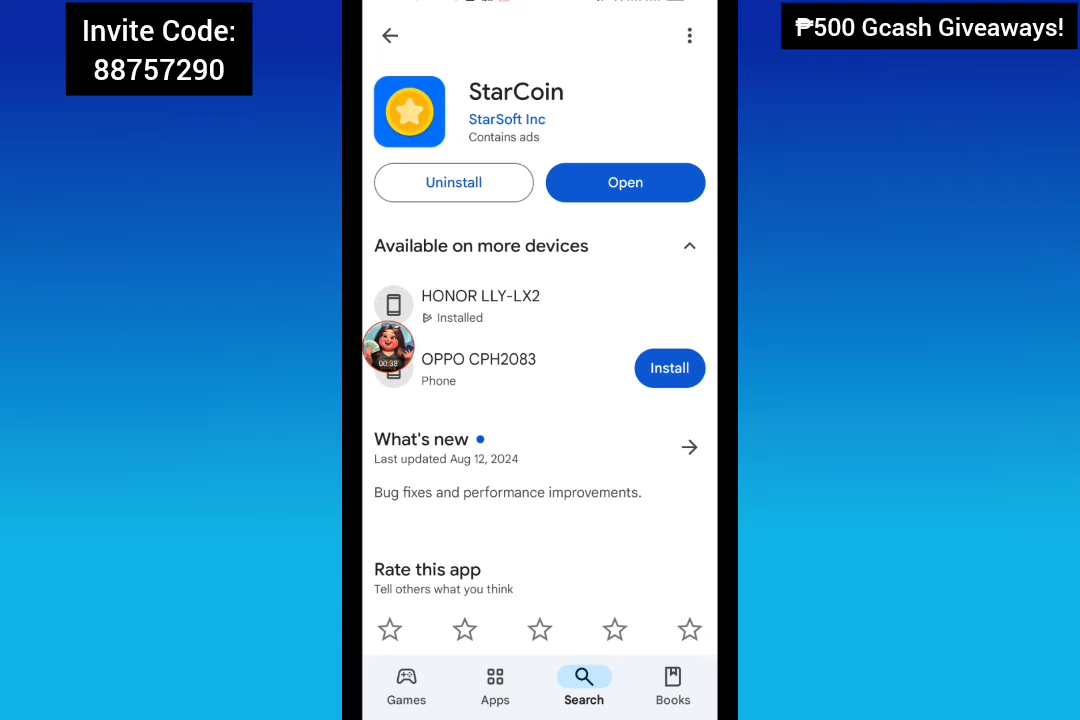 Invite Code:
88757290
₱500 Gcash Giveaways!
StarCoin
StarSoft Inc
Contains ads
Uninstall
Open
Available on more devices
HONOR LLY-LX2
Installed
00:38
OPPO CPH2083
Phone
Install
What's new
Last updated Aug 12, 2024
Bug fixes and performance improvements.
Rate this app
Tell others what you think
Games
Apps
Search
Books